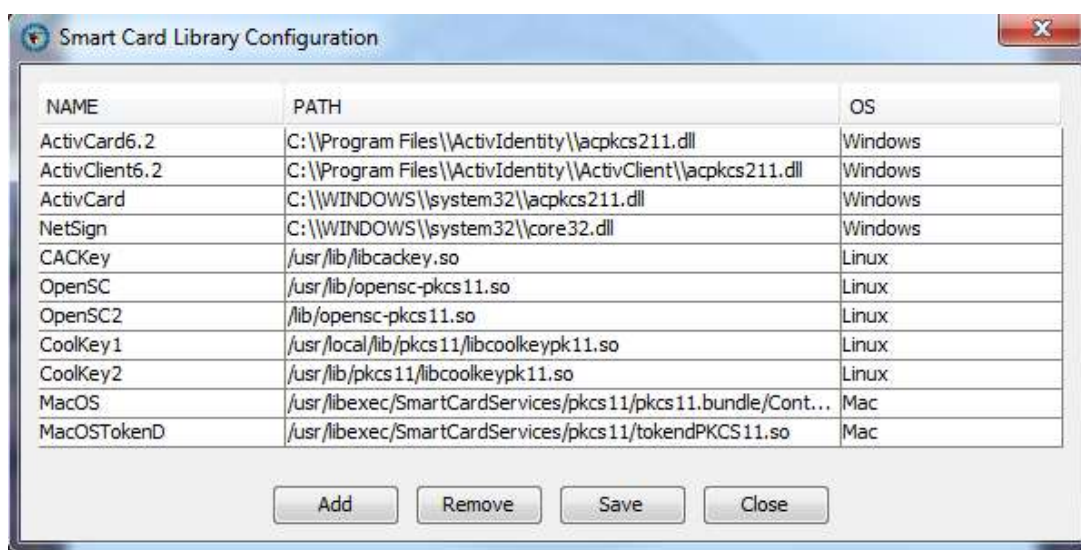 Smart Card Library Configuration
NAME PATH OS
ActivCard6.2 C:\\Program Files\\ActivIdentity\\acpkcs211.dll Windows
ActivClient6.2 C:\\Program Files\\ActivIdentity\\ActivClient\\acpkcs211.dll Windows
ActivCard C:\\WINDOWS\\system32\\acpkcs211.dll Windows
NetSign C:\\WINDOWS\\system32\\core32.dll Windows
CACKey /usr/lib/libcackey.so Linux
OpenSC /usr/lib/opensc-pkcs11.so Linux
OpenSC2 /lib/opensc-pkcs11.so Linux
CoolKey1 /usr/local/lib/pkcs11/libcoolkeypk11.so Linux
CoolKey2 /usr/lib/pkcs11/libcoolkeypk11.so Linux
MacOS /usr/libexec/SmartCardServices/pkcs11/pkcs11.bundle/Cont... Mac
MacOSTokenD /usr/libexec/SmartCardServices/pkcs11/tokendPKCS11.so Mac
Add Remove Save Close